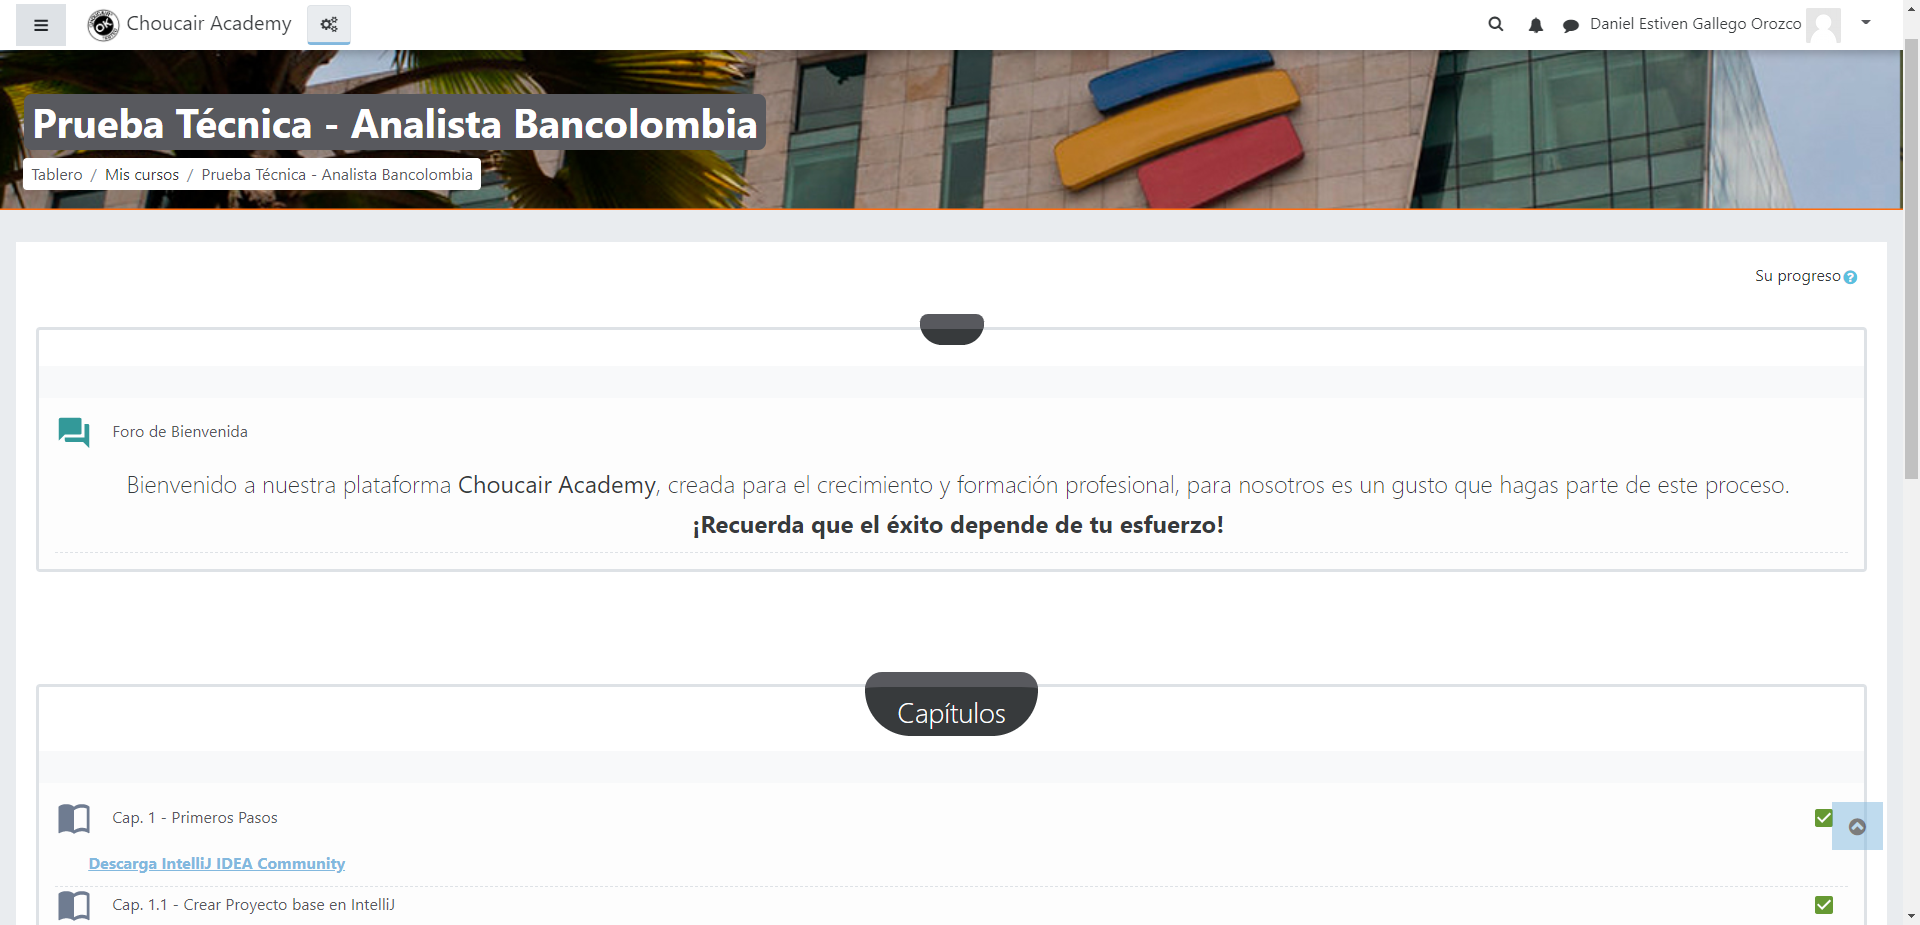 Choucair Academy
Daniel Estiven Gallego Orozco
Prueba Técnica - Analista Bancolombia
Tablero / Mis cursos / Prueba Técnica - Analista Bancolombia
Su progreso
Foro de Bienvenida
Bienvenido a nuestra plataforma Choucair Academy, creada para el crecimiento y formación profesional, para nosotros es un gusto que hagas parte de este proceso.
¡Recuerda que el éxito depende de tu esfuerzo!
Capítulos
Cap. 1 - Primeros Pasos
Descarga IntelliJ IDEA Community
Cap. 1.1 - Crear Proyecto base en IntelliJ